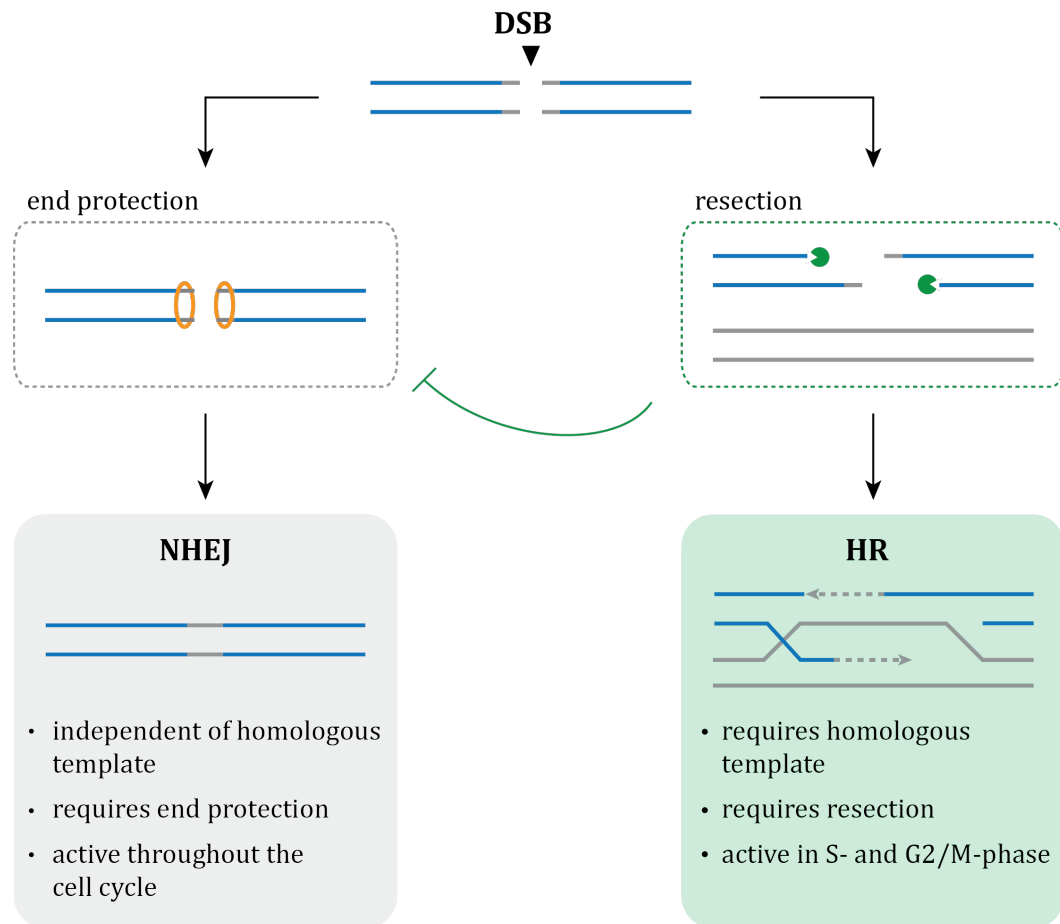 DSB
end protection
resection
NHEJ
· independent of homologous
template
· requires end protection
· active throughout the
cell cycle
HR
· requires homologous
template
· requires resection
· active in S- and G2/M-phase